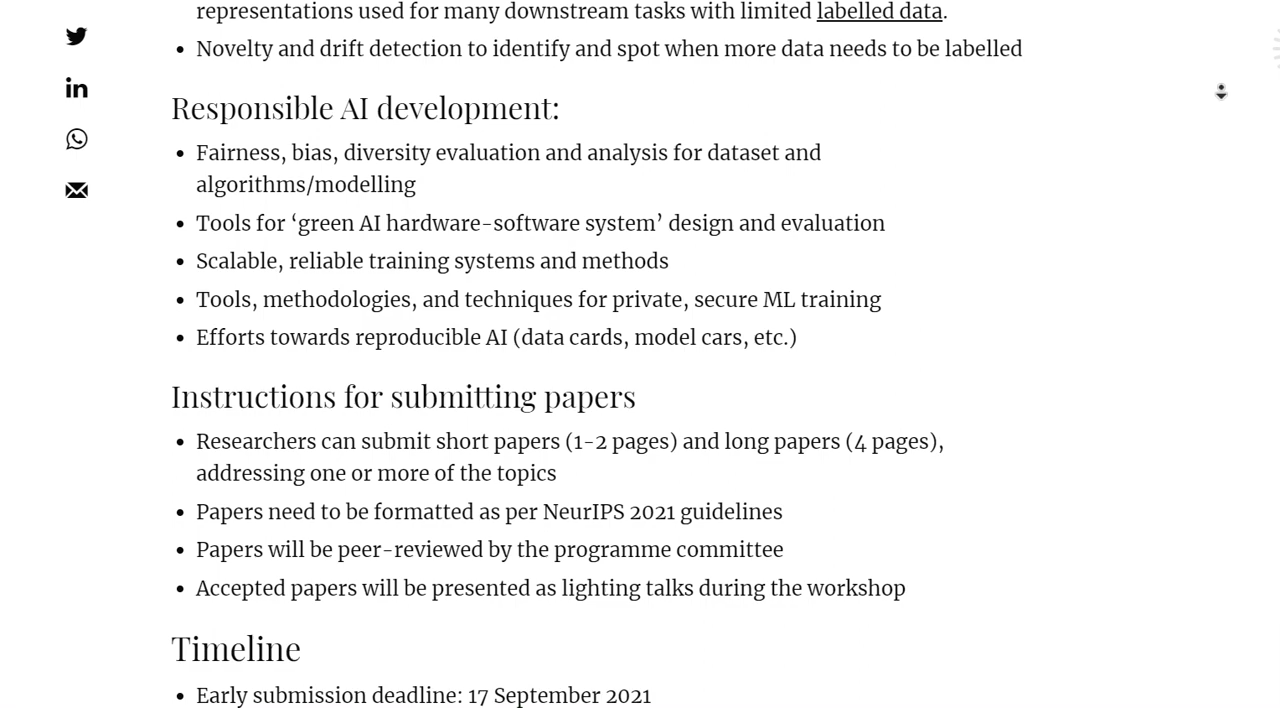 representations used for many downstream tasks with limited labelled data.
• Novelty and drift detection to identify and spot when more data needs to be labelled
Responsible AI development:
• Fairness, bias, diversity evaluation and analysis for dataset and
algorithms/modelling
• Tools for ‘green AI hardware-software system’ design and evaluation
• Scalable, reliable training systems and methods
• Tools, methodologies, and techniques for private, secure ML training
• Efforts towards reproducible AI (data cards, model cars, etc.)
Instructions for submitting papers
• Researchers can submit short papers (1-2 pages) and long papers (4 pages),
addressing one or more of the topics
• Papers need to be formatted as per NeurIPS 2021 guidelines
• Papers will be peer-reviewed by the programme committee
• Accepted papers will be presented as lighting talks during the workshop
Timeline
• Early submission deadline: 17 September 2021